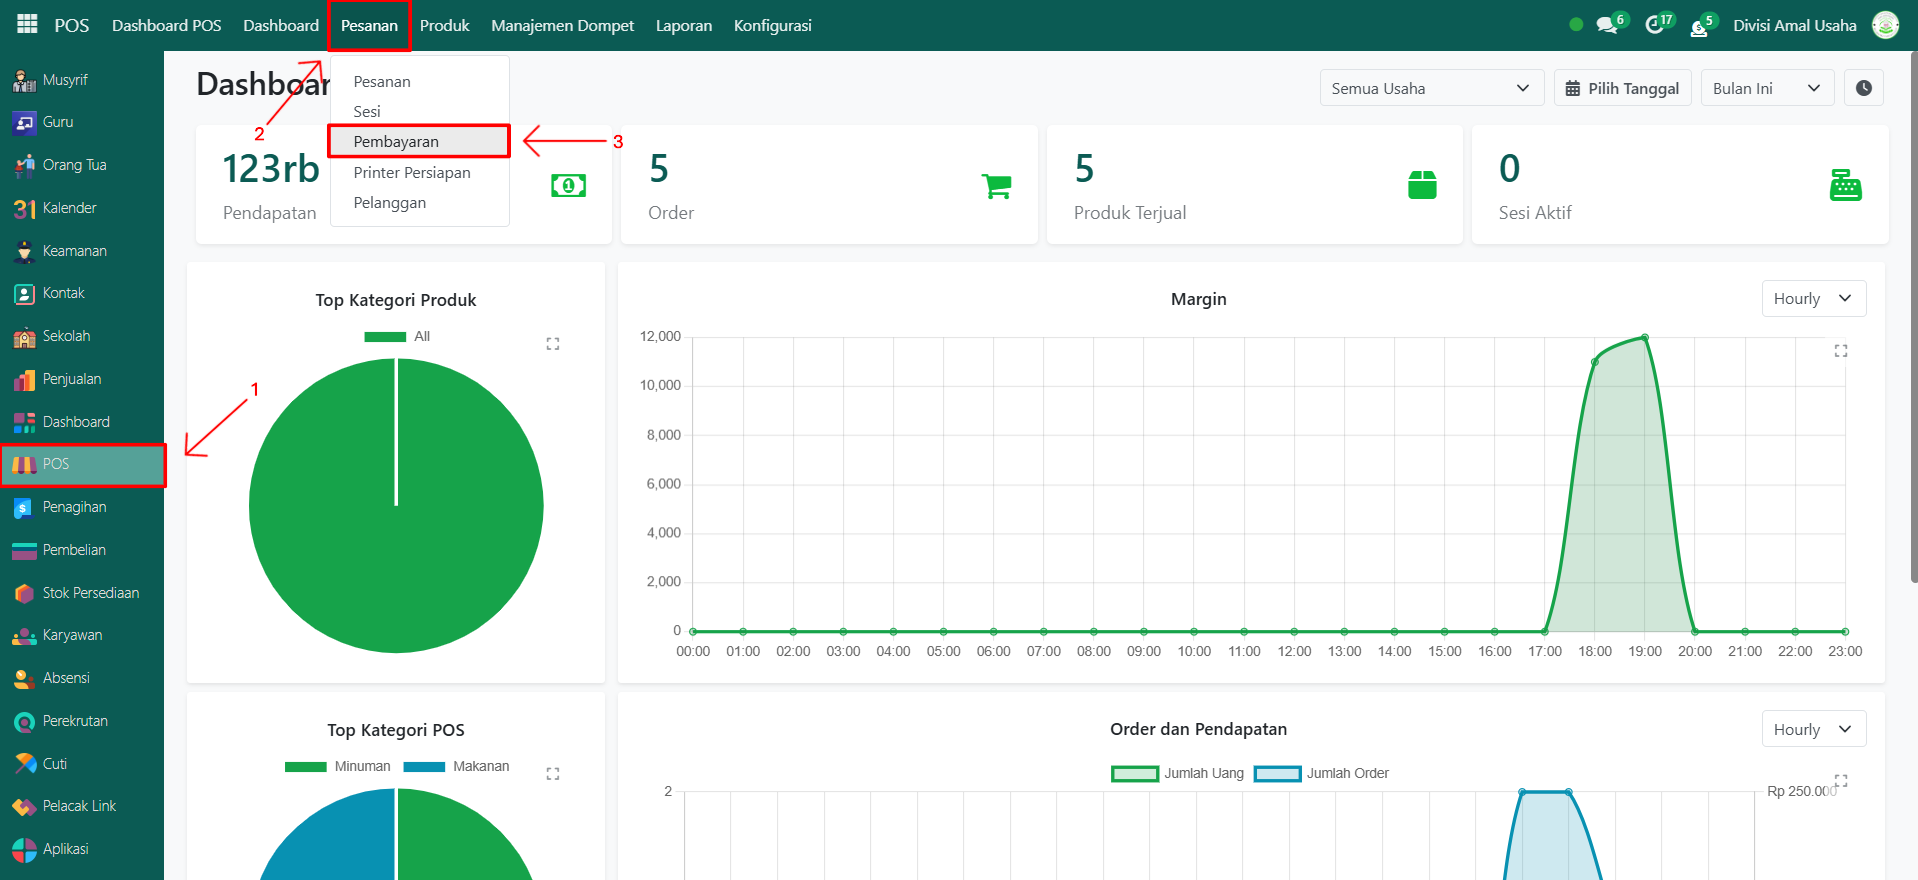 POS Dashboard POS Dashboard Pesanan Produk Manajemen Dompet Laporan Konfigurasi 6 17 5 Divisi Amal Usaha
Musyrif
Guru
Orang Tua
31 Kalender
Keamanan
Kontak
Sekolah
Penjualan
Dashboard
POS
Penagihan
Pembelian
Stok Persediaan
Karyawan
Absensi
Perekrutan
Cuti
Pelacak Link
Aplikasi
1
2
3
Pesanan
Sesi
Pembayaran
Printer Persiapan
Pelanggan
Semua Usaha Pilih Tanggal Bulan Ini
123rb
Pendapatan
5
Order
5
Produk Terjual
0
Sesi Aktif
Top Kategori Produk
All
Margin
Hourly
12,000
10,000
8,000
6,000
4,000
2,000
0
00:00 01:00 02:00 03:00 04:00 05:00 06:00 07:00 08:00 09:00 10:00 11:00 12:00 13:00 14:00 15:00 16:00 17:00 18:00 19:00 20:00 21:00 22:00 23:00
Top Kategori POS
Minuman Makanan
Order dan Pendapatan
Hourly
Jumlah Uang Jumlah Order
2
Rp 250.000